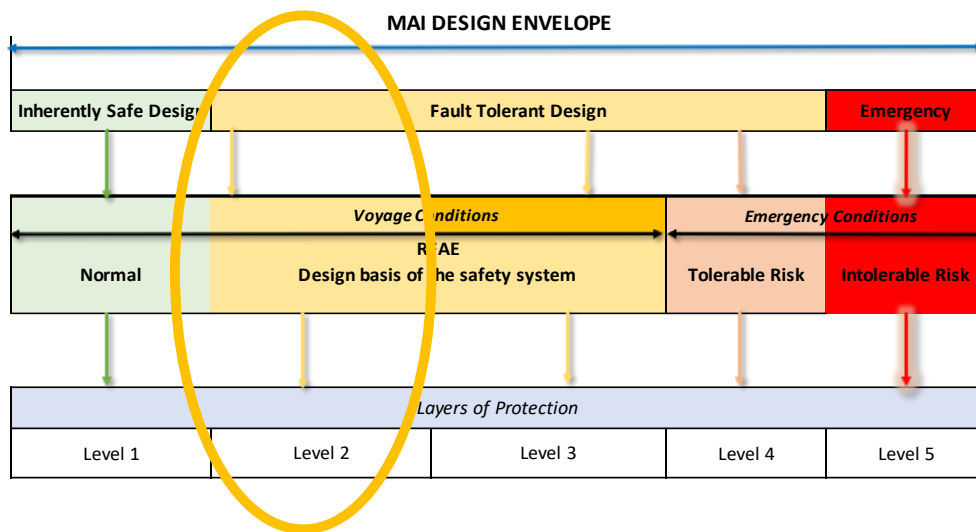 MAI DESIGN ENVELOPE
Inherently Safe Design Fault Tolerant Design Emergency
Voyage Conditions Emergency Conditions
RFAE
Normal Design basis of the safety system Tolerable Risk Intolerable Risk
Layers of Protection
Level 1 Level 2 Level 3 Level 4 Level 5